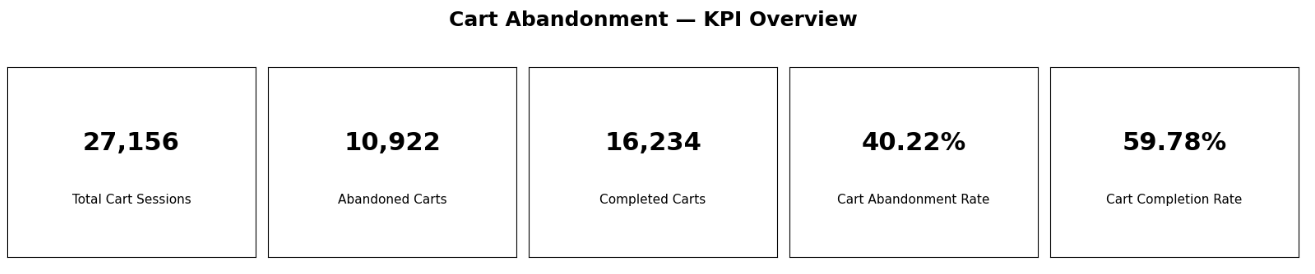 Cart Abandonment — KPI Overview
27,156
Total Cart Sessions
10,922
Abandoned Carts
16,234
Completed Carts
40.22%
Cart Abandonment Rate
59.78%
Cart Completion Rate